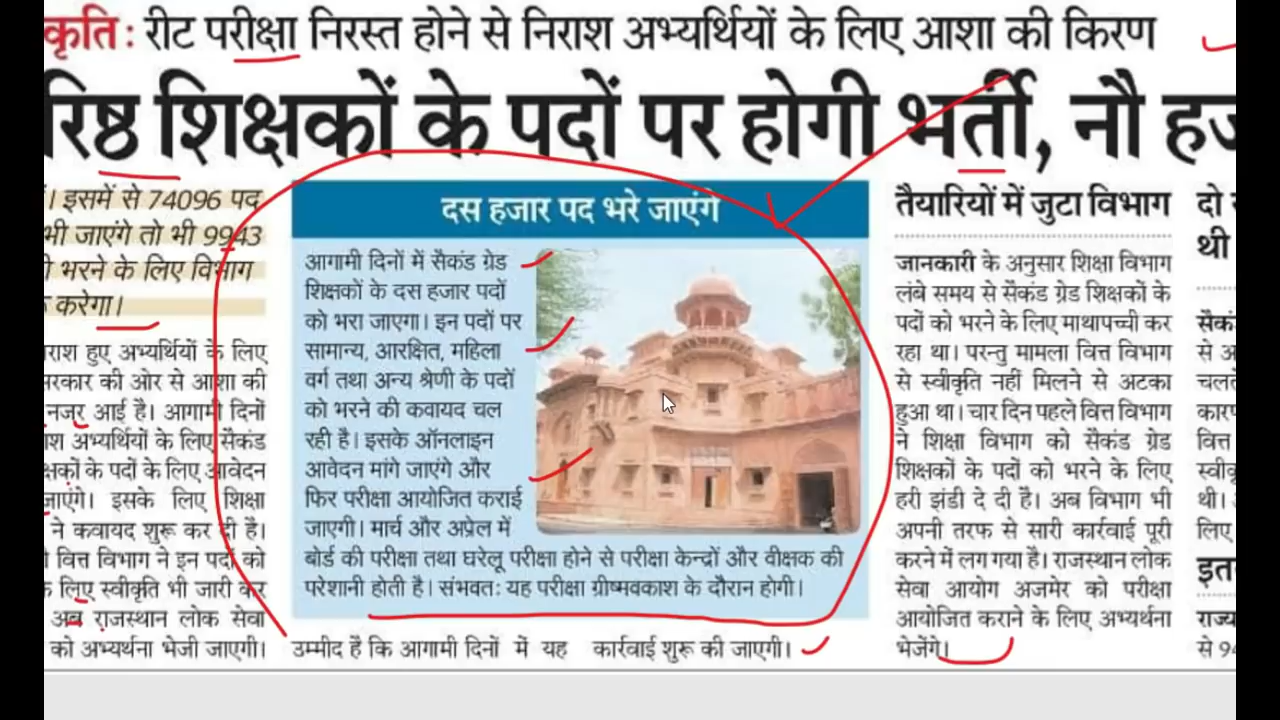 कृति: रीट परीक्षा निरस्त होने से निराश अभ्यर्थियों के लिए आशा की किरण
रिष्ठ शिक्षकों के पदों पर होगी भर्ती, नौ हज
। इसमें से 74096 पद
भी जाएंगे तो भी 9943
भरने के लिए विभाग
करेगा।
राश हुए अभ्यर्थियों के लिए
सरकार की ओर से आशा की
नजर आई है। आगामी दिनों
राश अभ्यर्थियों के लिए सैकंड
क्षकों के पदों के लिए आवेदन
जाएंगे। इसके लिए शिक्षा
ने कवायद शुरू कर दी है।
वित्त विभाग ने इन पदों को
लिए स्वीकृति भी जारी कर
अब राजस्थान लोक सेवा
को अभ्यर्थना भेजी जाएगी।
दस हजार पद भरे जाएंगे
आगामी दिनों में सैकंड ग्रेड
शिक्षकों के दस हजार पदों
को भरा जाएगा। इन पदों पर
सामान्य, आरक्षित, महिला
वर्ग तथा अन्य श्रेणी के पदों
को भरने की कवायद चल
रही है। इसके ऑनलाइन
आवेदन मांगे जाएंगे और
फिर परीक्षा आयोजित कराई
जाएगी। मार्च और अप्रेल में
बोर्ड की परीक्षा तथा घरेलू परीक्षा होने से परीक्षा केन्द्रों और वीक्षक की
परेशानी होती है। संभवत: यह परीक्षा ग्रीष्मवकाश के दौरान होगी।
उम्मीद है कि आगामी दिनों में यह
कार्रवाई शुरू की जाएगी।
तैयारियों में जुटा विभाग
जानकारी के अनुसार शिक्षा विभाग
लंबे समय से सैकंड ग्रेड शिक्षकों के
पदों को भरने के लिए माथापच्ची कर
रहा था। परन्तु मामला वित्त विभाग
से स्वीकृति नहीं मिलने से अटका
हुआ था। चार दिन पहले वित्त विभाग
ने शिक्षा विभाग को सैकंड ग्रेड
शिक्षकों के पदों को भरने के लिए
हरी झंडी दे दी है। अब विभाग भी
अपनी तरफ से सारी कार्रवाई पूरी
करने में लग गया है। राजस्थान लोक
सेवा आयोग अजमेर को परीक्षा
आयोजित कराने के लिए अभ्यर्थना
भेजेंगे।
दो
थी
सैकं
से अ
चलते
कारण
वित्त
स्वीकृ
थी।
लिए
इत
राज्य
से 94